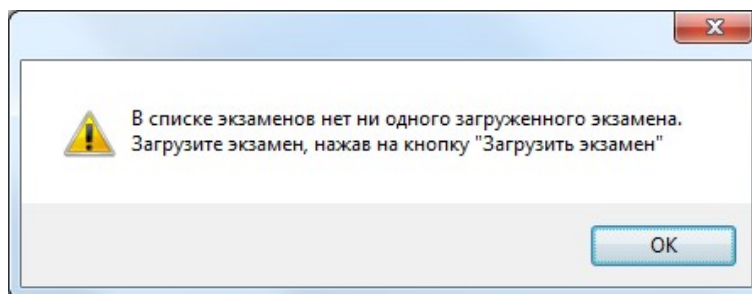 В списке экзаменов нет ни одного загруженного экзамена.
Загрузите экзамен, нажав на кнопку "Загрузить экзамен"
OK